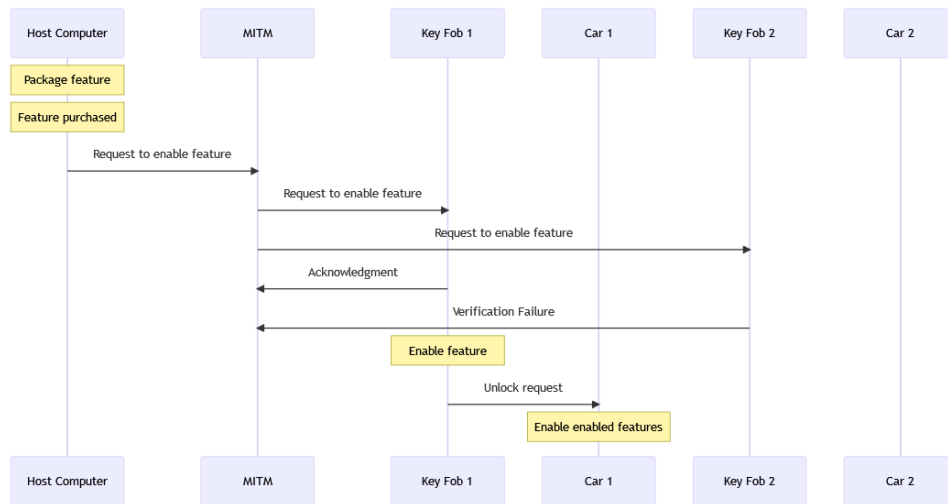 Host Computer
MITM
Key Fob 1
Car 1
Key Fob 2
Car 2
Package feature
Feature purchased
Request to enable feature
Request to enable feature
Request to enable feature
Acknowledgment
Verification Failure
Enable feature
Unlock request
Enable enabled features
Host Computer
MITM
Key Fob 1
Car 1
Key Fob 2
Car 2